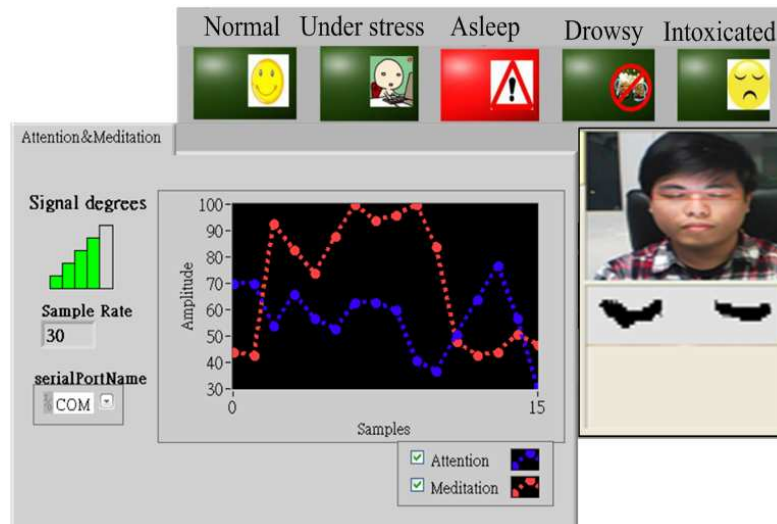 Normal Under stress Asleep Drowsy Intoxicated
Attention&Meditation
Signal degrees
Sample Rate
30
serialPortName
COM
Amplitude
100
90
80
70
60
50
40
30
0 15
Samples
Attention
Meditation